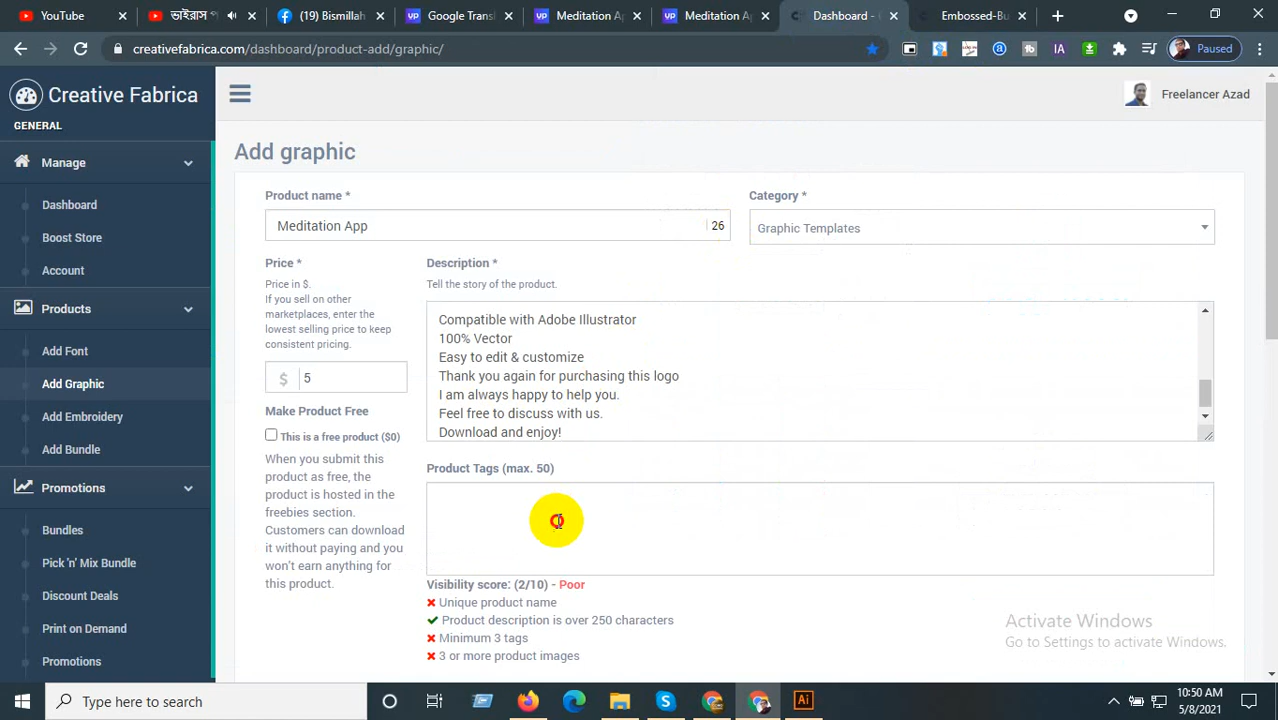 YouTube
ভাইরাস প
(19) Bismillah
Google Transl
Meditation Ap
Meditation Ap
Dashboard - C
Embossed-Bu
creativefabrica.com/dashboard/product-add/graphic/
Paused
Creative Fabrica
Freelancer Azad
GENERAL
Manage
Dashboard
Boost Store
Account
Products
Add Font
Add Graphic
Add Embroidery
Add Bundle
Promotions
Bundles
Pick 'n' Mix Bundle
Discount Deals
Print on Demand
Promotions
Add graphic
Product name *
Category *
Meditation App
26
Graphic Templates
Price *
Description *
Price in $.
If you sell on other
marketplaces, enter the
lowest selling price to keep
consistent pricing.
Tell the story of the product.
$ 5
Compatible with Adobe Illustrator
100% Vector
Easy to edit & customize
Thank you again for purchasing this logo
I am always happy to help you.
Feel free to discuss with us.
Download and enjoy!
Make Product Free
This is a free product ($0)
When you submit this
product as free, the
product is hosted in the
freebies section.
Customers can download
it without paying and you
won't earn anything for
this product.
Product Tags (max. 50)
Visibility score: (2/10) - Poor
Unique product name
Product description is over 250 characters
Minimum 3 tags
3 or more product images
Activate Windows
Go to Settings to activate Windows.
Type here to search
10:50 AM
5/8/2021